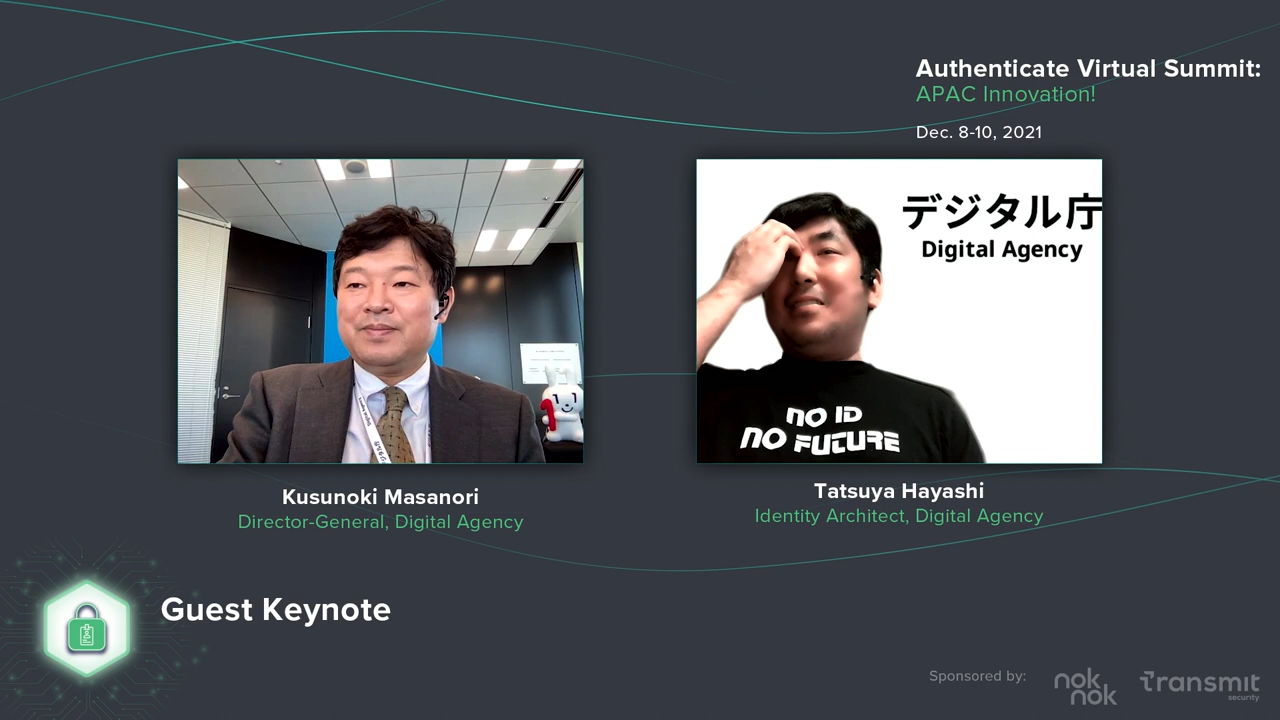 Authenticate Virtual Summit:
APAC Innovation!
Dec. 8-10, 2021
デジタル庁
Digital Agency
NO ID
NO FUTURE
Kusunoki Masanori
Director-General, Digital Agency
Tatsuya Hayashi
Identity Architect, Digital Agency
Guest Keynote
Sponsored by:
nok
nok
transmit
security